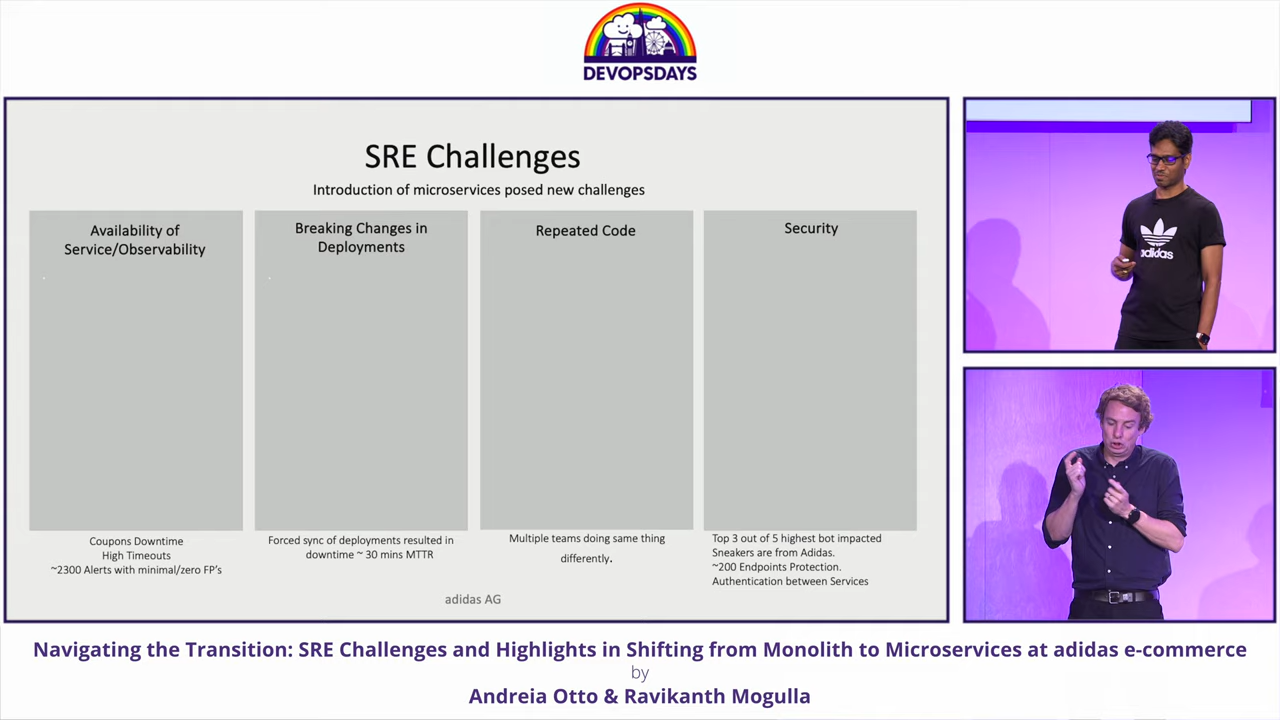 DEVOPSDAYS
SRE Challenges
Introduction of microservices posed new challenges
Availability of
Service/Observability
Breaking Changes in
Deployments
Repeated Code
Security
Coupons Downtime
High Timeouts
~2300 Alerts with minimal/zero FP's
Forced sync of deployments resulted in
downtime ~ 30 mins MTTR
Multiple teams doing same thing
differently.
Top 3 out of 5 highest bot impacted
Sneakers are from Adidas.
~200 Endpoints Protection.
Authentication between Services
adidas AG
adidas
Navigating the Transition: SRE Challenges and Highlights in Shifting from Monolith to Microservices at adidas e-commerce
by
Andreia Otto & Ravikanth Mogulla